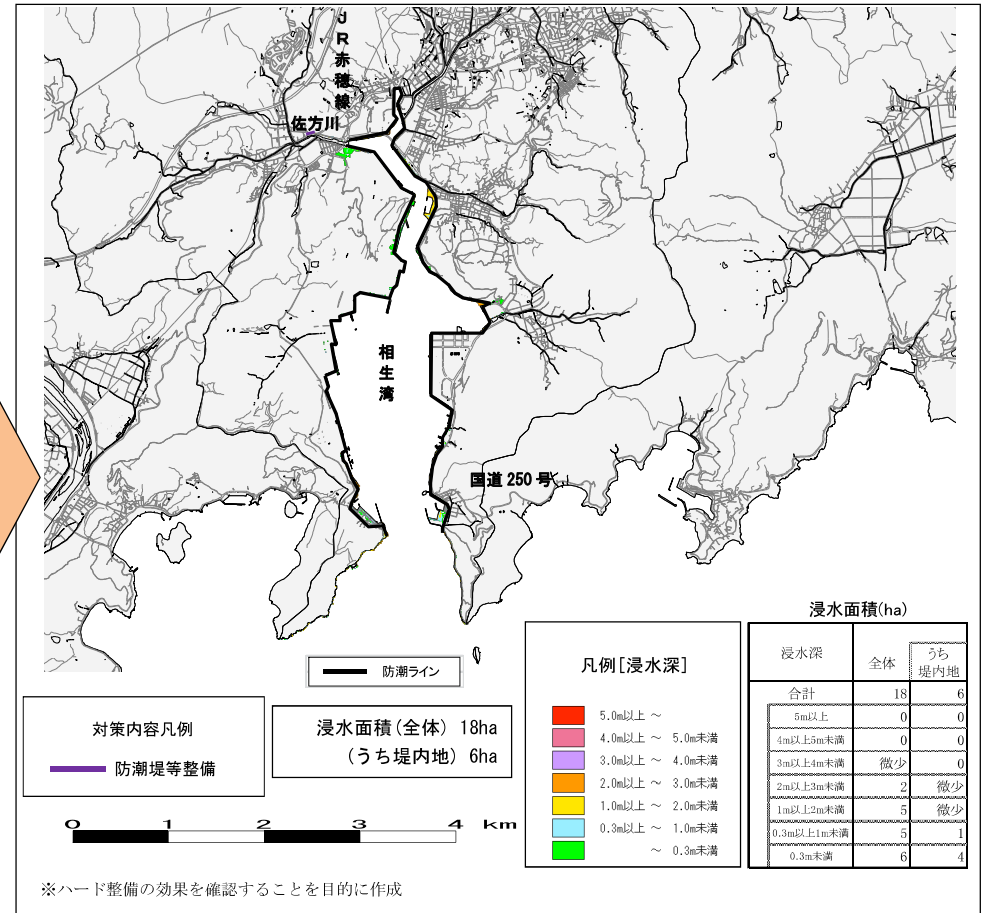 JR赤穂線
佐方川
相生湾
国道 250 号
防潮ライン
対策内容凡例
防潮堤等整備
浸水面積(全体) 18ha
(うち堤内地) 6ha
0 1 2 3 4 km
※ハード整備の効果を確認することを目的に作成
凡例[浸水深]
5.0m以上 ～
4.0m以上 ～ 5.0m未満
3.0m以上 ～ 4.0m未満
2.0m以上 ～ 3.0m未満
1.0m以上 ～ 2.0m未満
0.3m以上 ～ 1.0m未満
～ 0.3m未満
浸水面積(ha)
浸水深 全体 うち
堤内地
合計 18 6
5m以上 0 0
4m以上5m未満 0 0
3m以上4m未満 微少 0
2m以上3m未満 2 微少
1m以上2m未満 5 微少
0.3m以上1m未満 5 1
0.3m未満 6 4